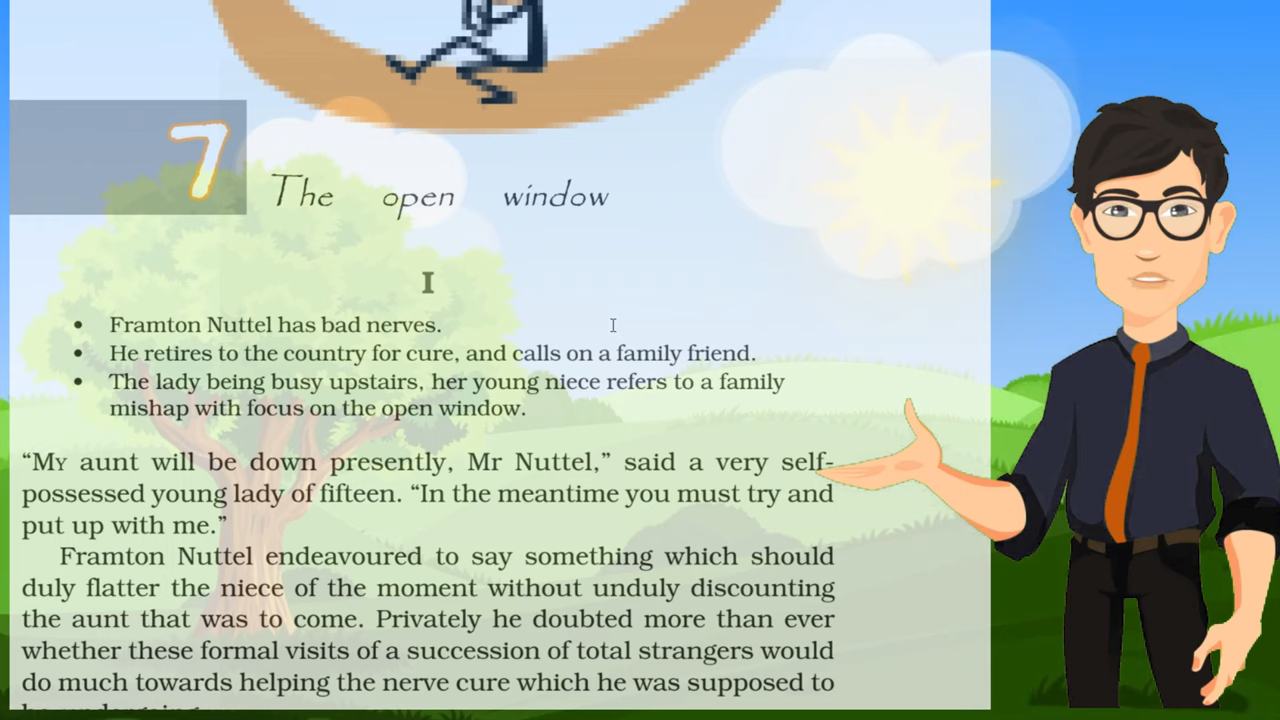 7
The open window
I
• Framton Nuttel has bad nerves.
• He retires to the country for cure, and calls on a family friend.
• The lady being busy upstairs, her young niece refers to a family
mishap with focus on the open window.
“MY aunt will be down presently, Mr Nuttel,” said a very self-
possessed young lady of fifteen. “In the meantime you must try and
put up with me.”
Framton Nuttel endeavoured to say something which should
duly flatter the niece of the moment without unduly discounting
the aunt that was to come. Privately he doubted more than ever
whether these formal visits of a succession of total strangers would
do much towards helping the nerve cure which he was supposed to